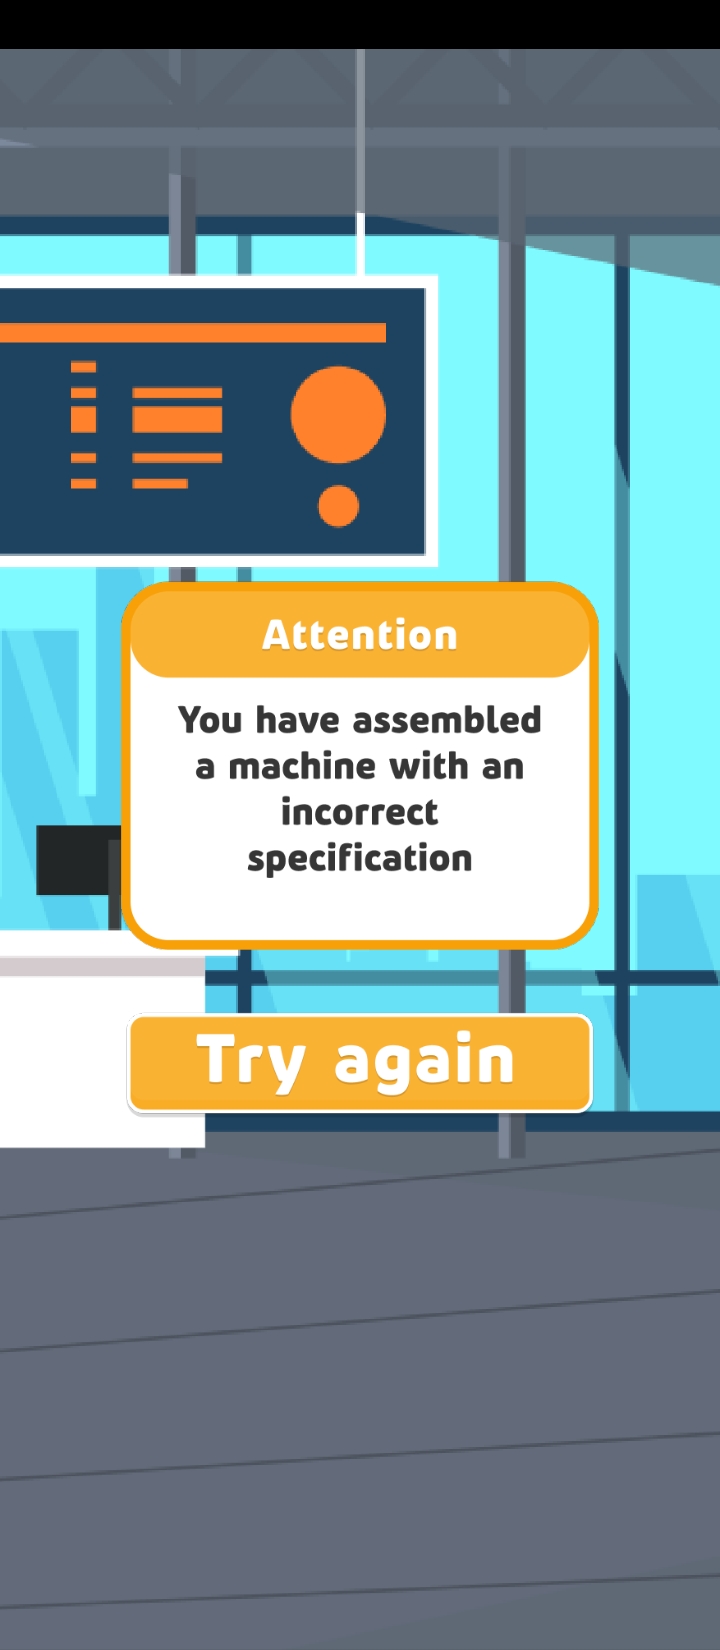 Attention
You have assembled
a machine with an
incorrect
specification
Try again